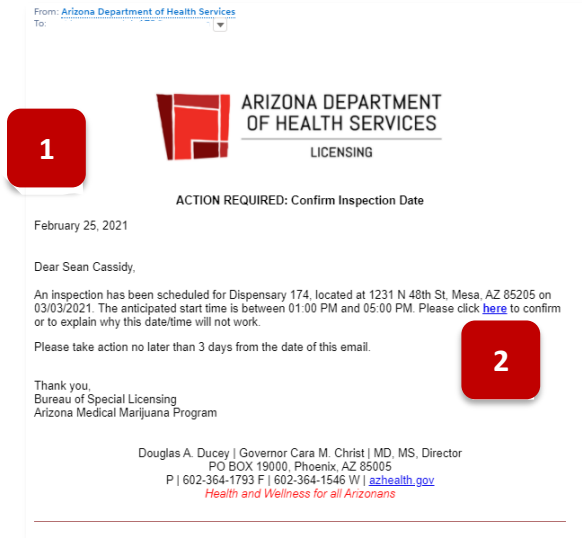 From: Arizona Department of Health Services
To:
ARIZONA DEPARTMENT
OF HEALTH SERVICES
LICENSING
1
ACTION REQUIRED: Confirm Inspection Date
February 25, 2021
Dear Sean Cassidy,
An inspection has been scheduled for Dispensary 174, located at 1231 N 48th St, Mesa, AZ 85205 on
03/03/2021. The anticipated start time is between 01:00 PM and 05:00 PM. Please click here to confirm
or to explain why this date/time will not work.
2
Please take action no later than 3 days from the date of this email.
Thank you,
Bureau of Special Licensing
Arizona Medical Marijuana Program
Douglas A. Ducey | Governor Cara M. Christ | MD, MS, Director
PO BOX 19000, Phoenix, AZ 85005
P | 602-364-1793 F | 602-364-1546 W | azhealth.gov
Health and Wellness for all Arizonans